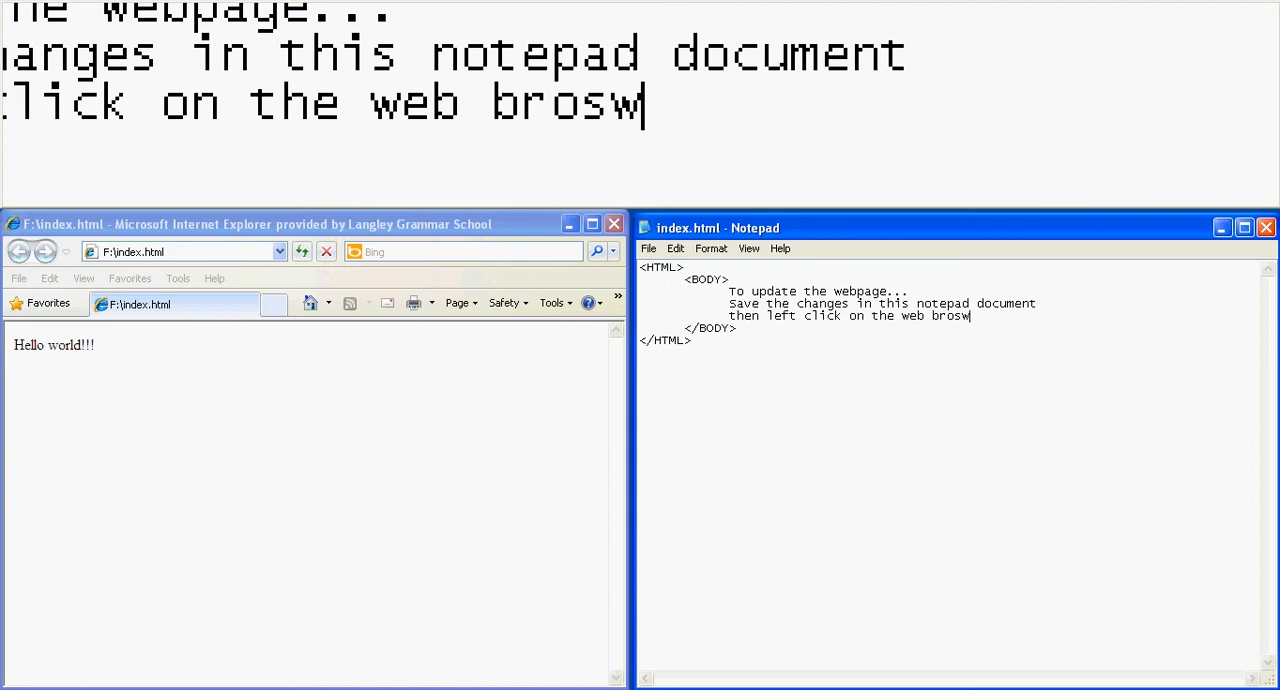 he webpage...
hanges in this notepad document
click on the web brosw
F:\index.html - Microsoft Internet Explorer provided by Langley Grammar School
F:\index.html
Bing
File Edit View Favorites Tools Help
Favorites
F:\index.html
Page
Safety
Tools
»
Hello world!!!
index.html - Notepad
File Edit Format View Help
<HTML>
<BODY>
To update the webpage...
Save the changes in this notepad document
then left click on the web brosw
</BODY>
</HTML>